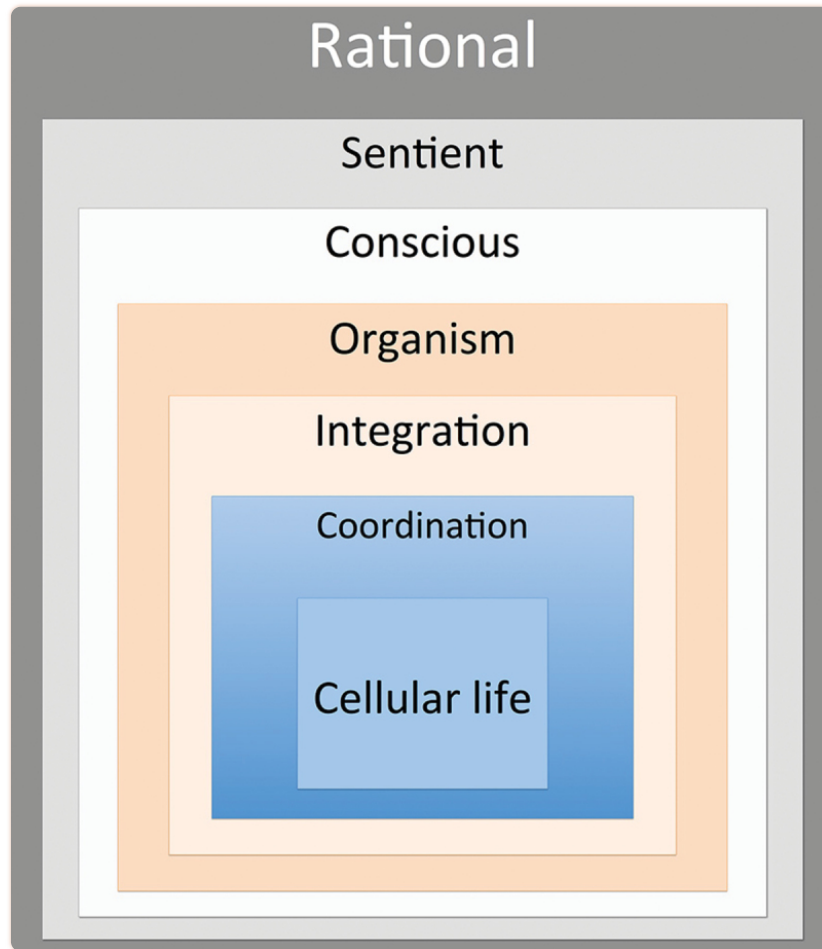 Rational
Sentient
Conscious
Organism
Integration
Coordination
Cellular life